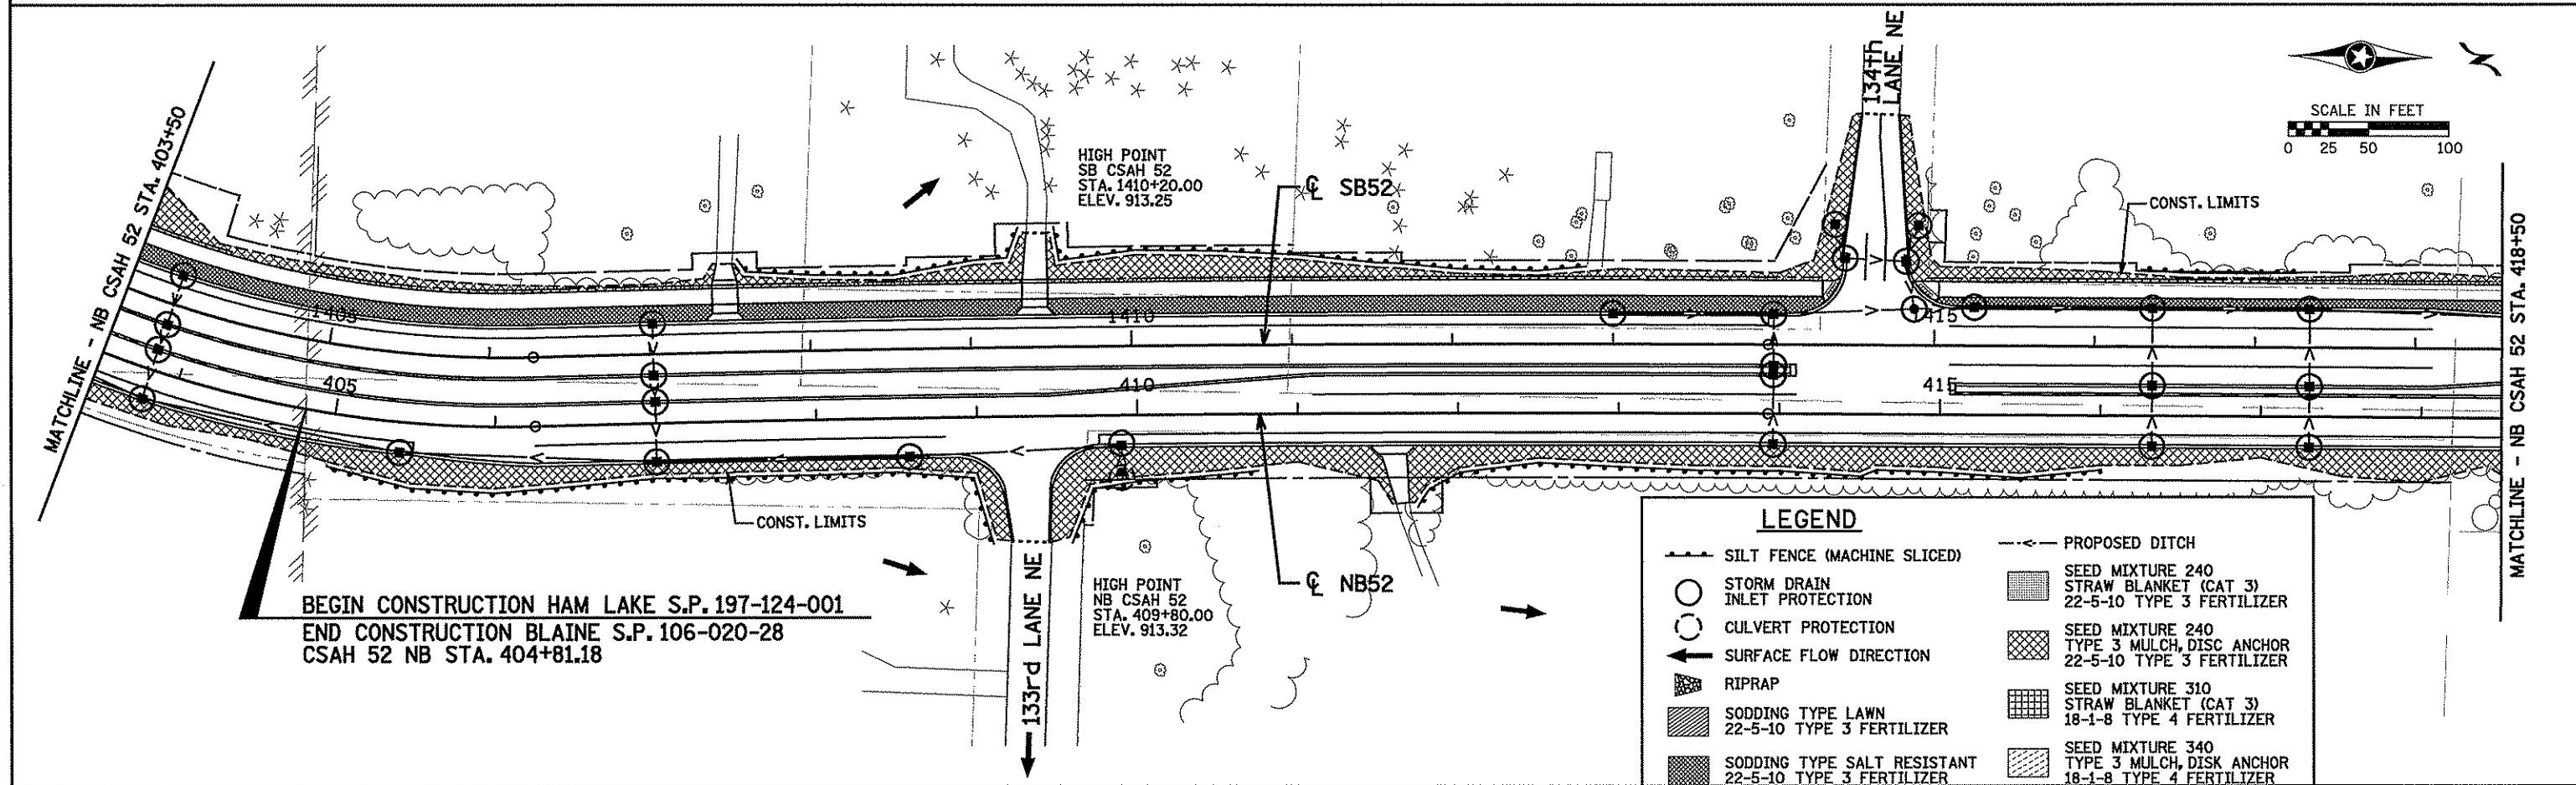 MATCHLINE - NB CSAH 52 STA. 403+50
HIGH POINT
SB CSAH 52
STA. 1410+20.00
ELEV. 913.25
℄ SB52
134th
LANE NE
SCALE IN FEET
0 25 50 100
CONST. LIMITS
MATCHLINE - NB CSAH 52 STA. 418+50
1405
1410
415
405
410
415
CONST. LIMITS
BEGIN CONSTRUCTION HAM LAKE S.P. 197-124-001
END CONSTRUCTION BLAINE S.P. 106-020-28
CSAH 52 NB STA. 404+81.18
133rd LANE NE
HIGH POINT
NB CSAH 52
STA. 409+80.00
ELEV. 913.32
℄ NB52
LEGEND
SILT FENCE (MACHINE SLICED)
STORM DRAIN
INLET PROTECTION
CULVERT PROTECTION
SURFACE FLOW DIRECTION
RIPRAP
SODDING TYPE LAWN
22-5-10 TYPE 3 FERTILIZER
SODDING TYPE SALT RESISTANT
22-5-10 TYPE 3 FERTILIZER
PROPOSED DITCH
SEED MIXTURE 240
STRAW BLANKET (CAT 3)
22-5-10 TYPE 3 FERTILIZER
SEED MIXTURE 240
TYPE 3 MULCH, DISC ANCHOR
22-5-10 TYPE 3 FERTILIZER
SEED MIXTURE 310
STRAW BLANKET (CAT 3)
18-1-8 TYPE 4 FERTILIZER
SEED MIXTURE 340
TYPE 3 MULCH, DISK ANCHOR
18-1-8 TYPE 4 FERTILIZER